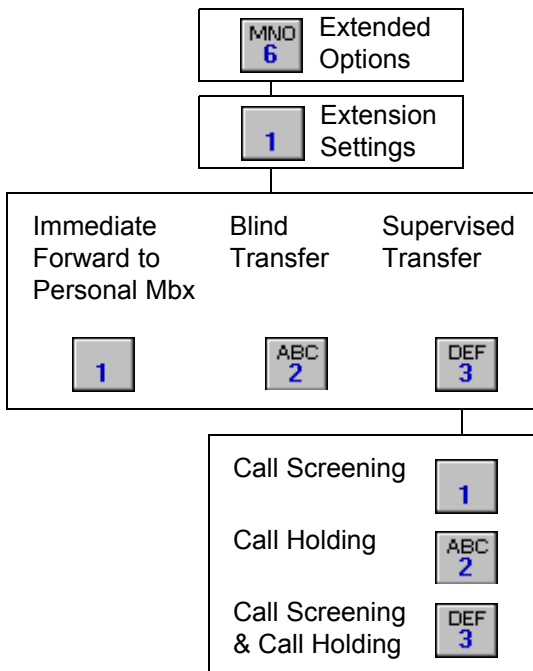 MNO
6
Extended
Options
1
Extension
Settings
Immediate
Forward to
Personal Mbx
Blind
Transfer
Supervised
Transfer
1
ABC
2
DEF
3
Call Screening
1
Call Holding
ABC
2
Call Screening
& Call Holding
DEF
3